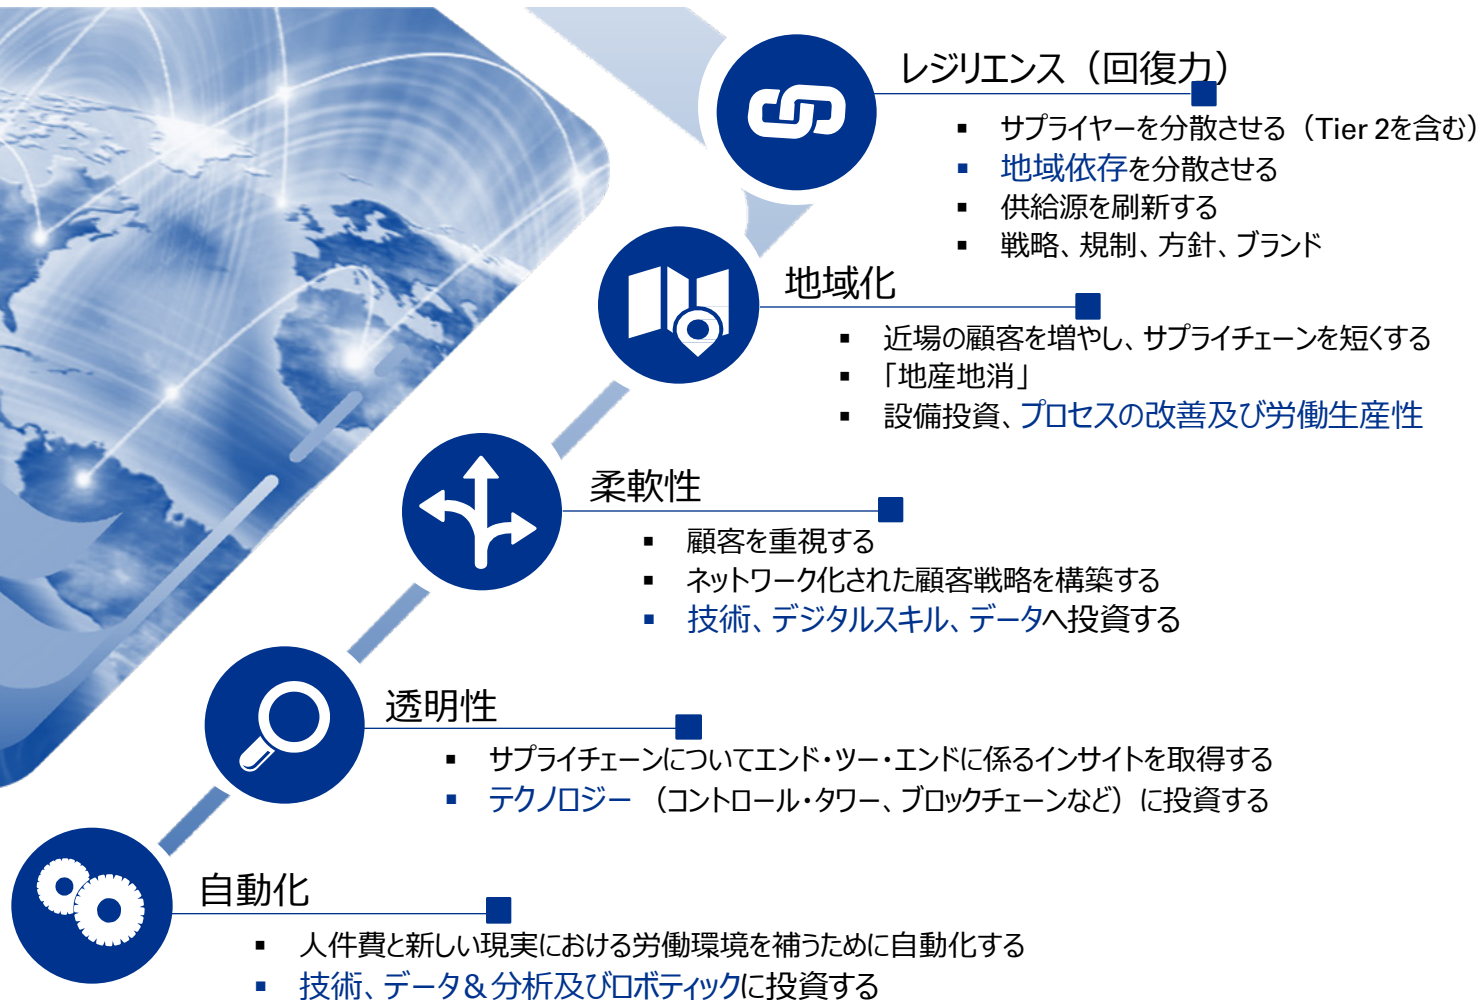 レジリエンス（回復力）
サプライヤーを分散させる（Tier 2を含む）
地域依存を分散させる
供給源を刷新する
戦略、規制、方針、ブランド
地域化
近場の顧客を増やし、サプライチェーンを短くする
「地産地消」
設備投資、プロセスの改善及び労働生産性
柔軟性
顧客を重視する
ネットワーク化された顧客戦略を構築する
技術、デジタルスキル、データへ投資する
透明性
サプライチェーンについてエンド・ツー・エンドに係るインサイトを取得する
テクノロジー （コントロール・タワー、ブロックチェーンなど）に投資する
自動化
人件費と新しい現実における労働環境を補うために自動化する
技術、データ＆分析及びロボティックに投資する